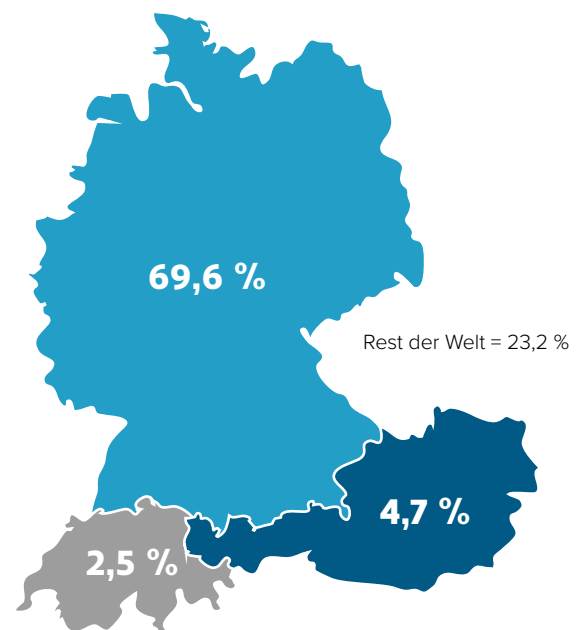 69,6 %
Rest der Welt = 23,2 %
4,7 %
2,5 %